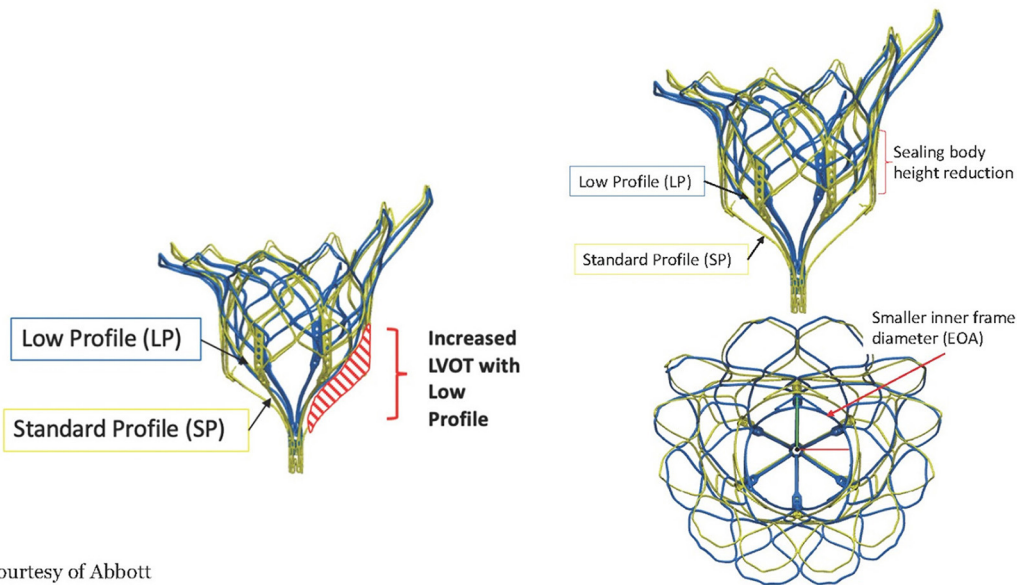 Low Profile (LP)
Standard Profile (SP)
Increased
LVOT with
Low
Profile
Low Profile (LP)
Standard Profile (SP)
Sealing body
height reduction
Smaller inner frame
diameter (EOA)
ourtesy of Abbott